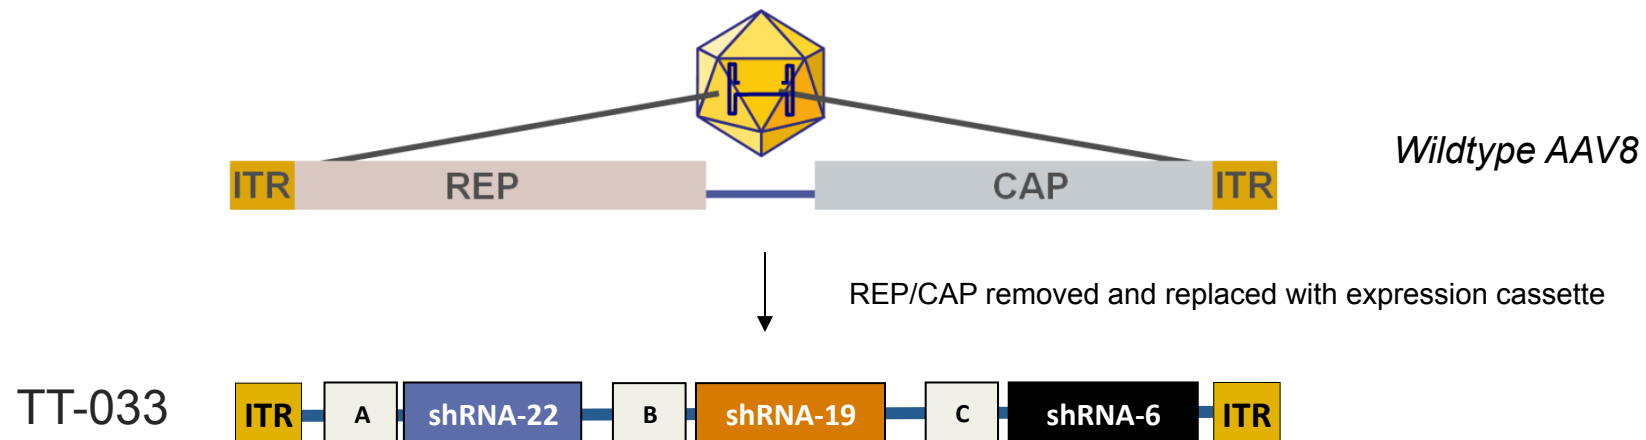 ITR REP CAP ITR
Wildtype AAV8
REP/CAP removed and replaced with expression cassette
TT-033 ITR A shRNA-22 B shRNA-19 C shRNA-6 ITR